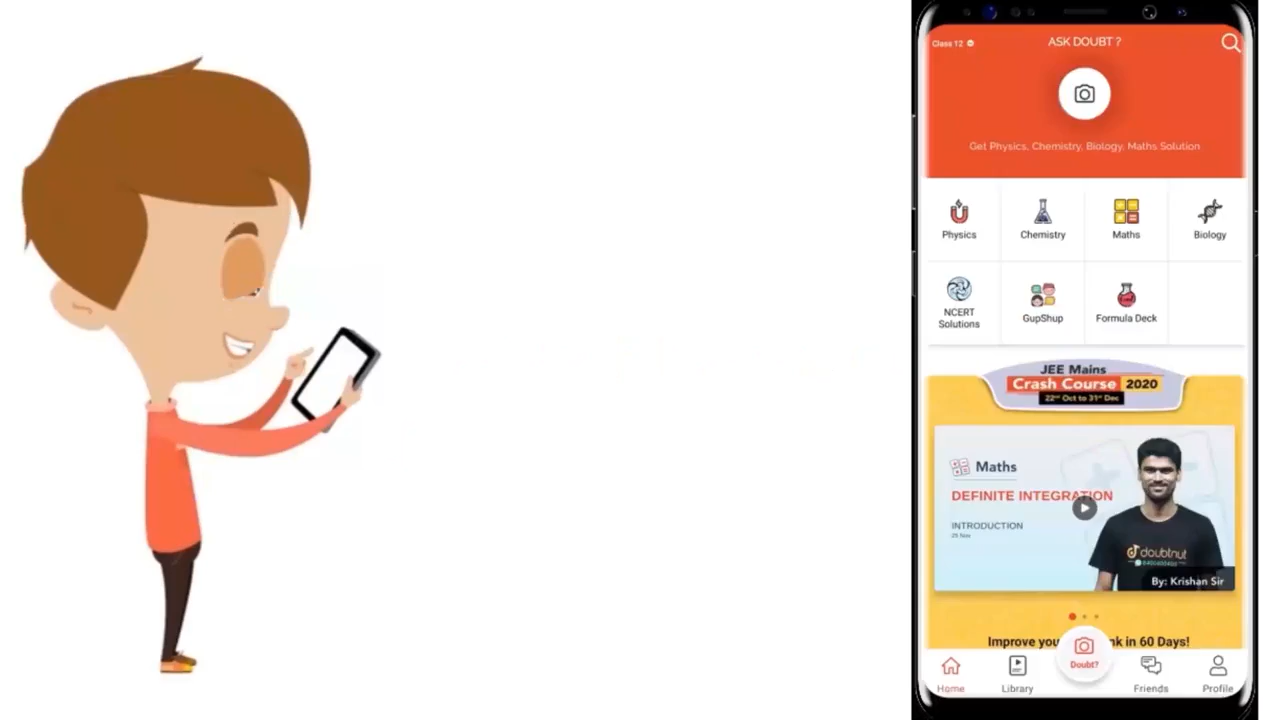 Class 12
ASK DOUBT ?
Get Physics, Chemistry, Biology, Maths Solution
Physics
Chemistry
Maths
Biology
NCERT
Solutions
GupShup
Formula Deck
JEE Mains
Crash Course 2020
22nd Oct to 31st Dec
Maths
DEFINITE INTEGRATION
INTRODUCTION
doubtnut
By: Krishan Sir
Improve you nk in 60 Days!
Doubt?
Home
Library
Friends
Profile